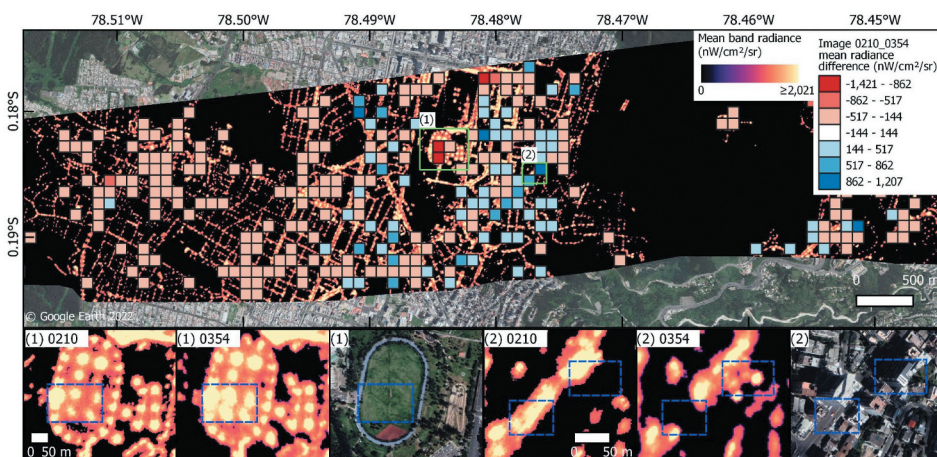 78.51°W 78.50°W 78.49°W 78.48°W 78.47°W 78.46°W 78.45°W
Mean band radiance
(nW/cm²/sr)
0 ≥2,021
Image 0210_0354
mean radiance
difference (nW/cm²/sr)
-1,421 - -862
-862 - -517
-517 - -144
-144 - 144
144 - 517
517 - 862
862 - 1,207
0.18°S
(1)
(2)
0.19°S
0 500 m
© Google Earth 2022
(1) 0210
(1) 0354
(1)
(2) 0210
(2) 0354
(2)
0 50 m
0 50 m